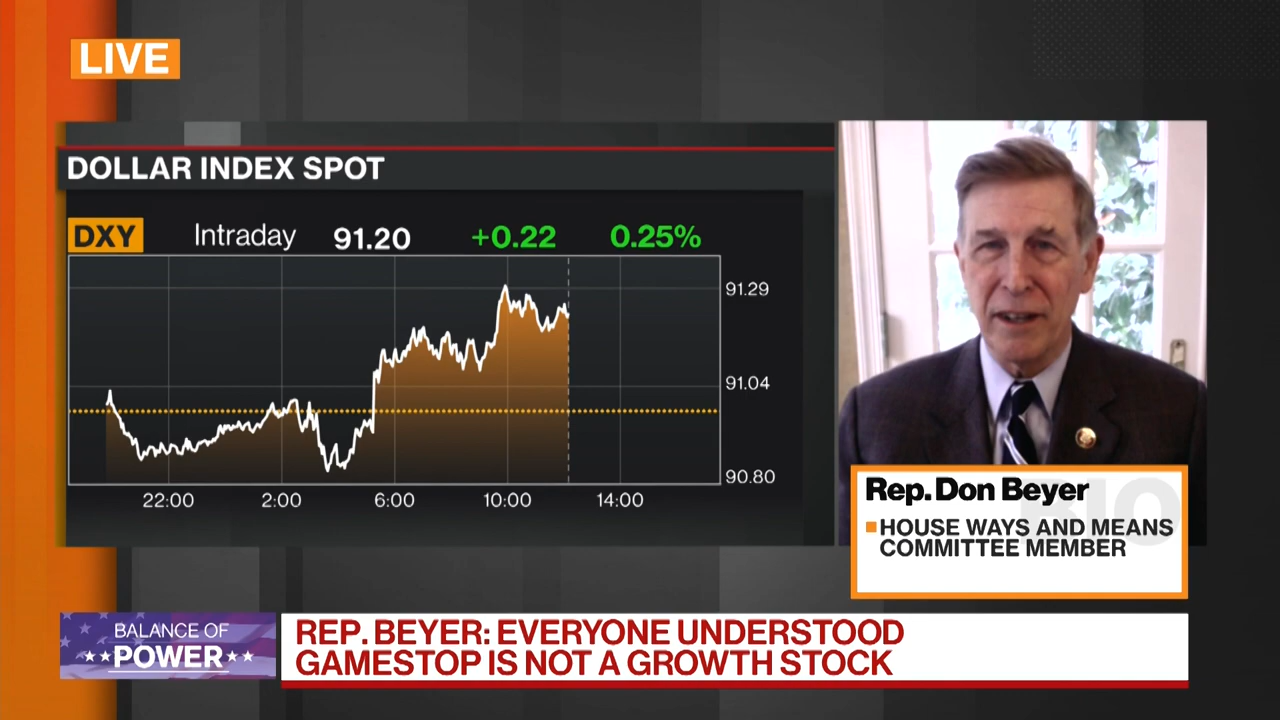 LIVE
DOLLAR INDEX SPOT
DXY Intraday 91.20 +0.22 0.25%
91.29
91.04
90.80
22:00 2:00 6:00 10:00 14:00
Rep. Don Beyer
BIO
HOUSE WAYS AND MEANS
COMMITTEE MEMBER
BALANCE OF
POWER
REP. BEYER: EVERYONE UNDERSTOOD
GAMESTOP IS NOT A GROWTH STOCK